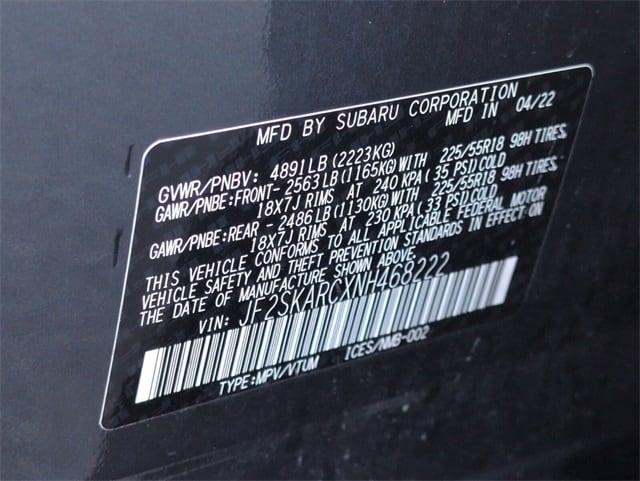 MFD BY SUBARU CORPORATION
MFD IN 04/22
GVWR/PNBV: 4891LB(2223KG)
GAWR/PNBE:FRONT- 2563LB(1165KG)WITH 225/55R18 98H TIRES,
18X7J RIMS AT 240 KPA(35 PSI)COLD
GAWR/PNBE:REAR - 2486LB(1130KG)WITH 225/55R18 98H TIRES,
18X7J RIMS AT 230 KPA(33 PSI)COLD
THIS VEHICLE CONFORMS TO ALL APPLICABLE FEDERAL MOTOR
VEHICLE SAFETY AND THEFT PREVENTION STANDARDS IN EFFECT ON
THE DATE OF MANUFACTURE SHOWN ABOVE.
VIN: JF2SKARCXNH468222
TYPE:MPV/VTUM ICES/NMB-002